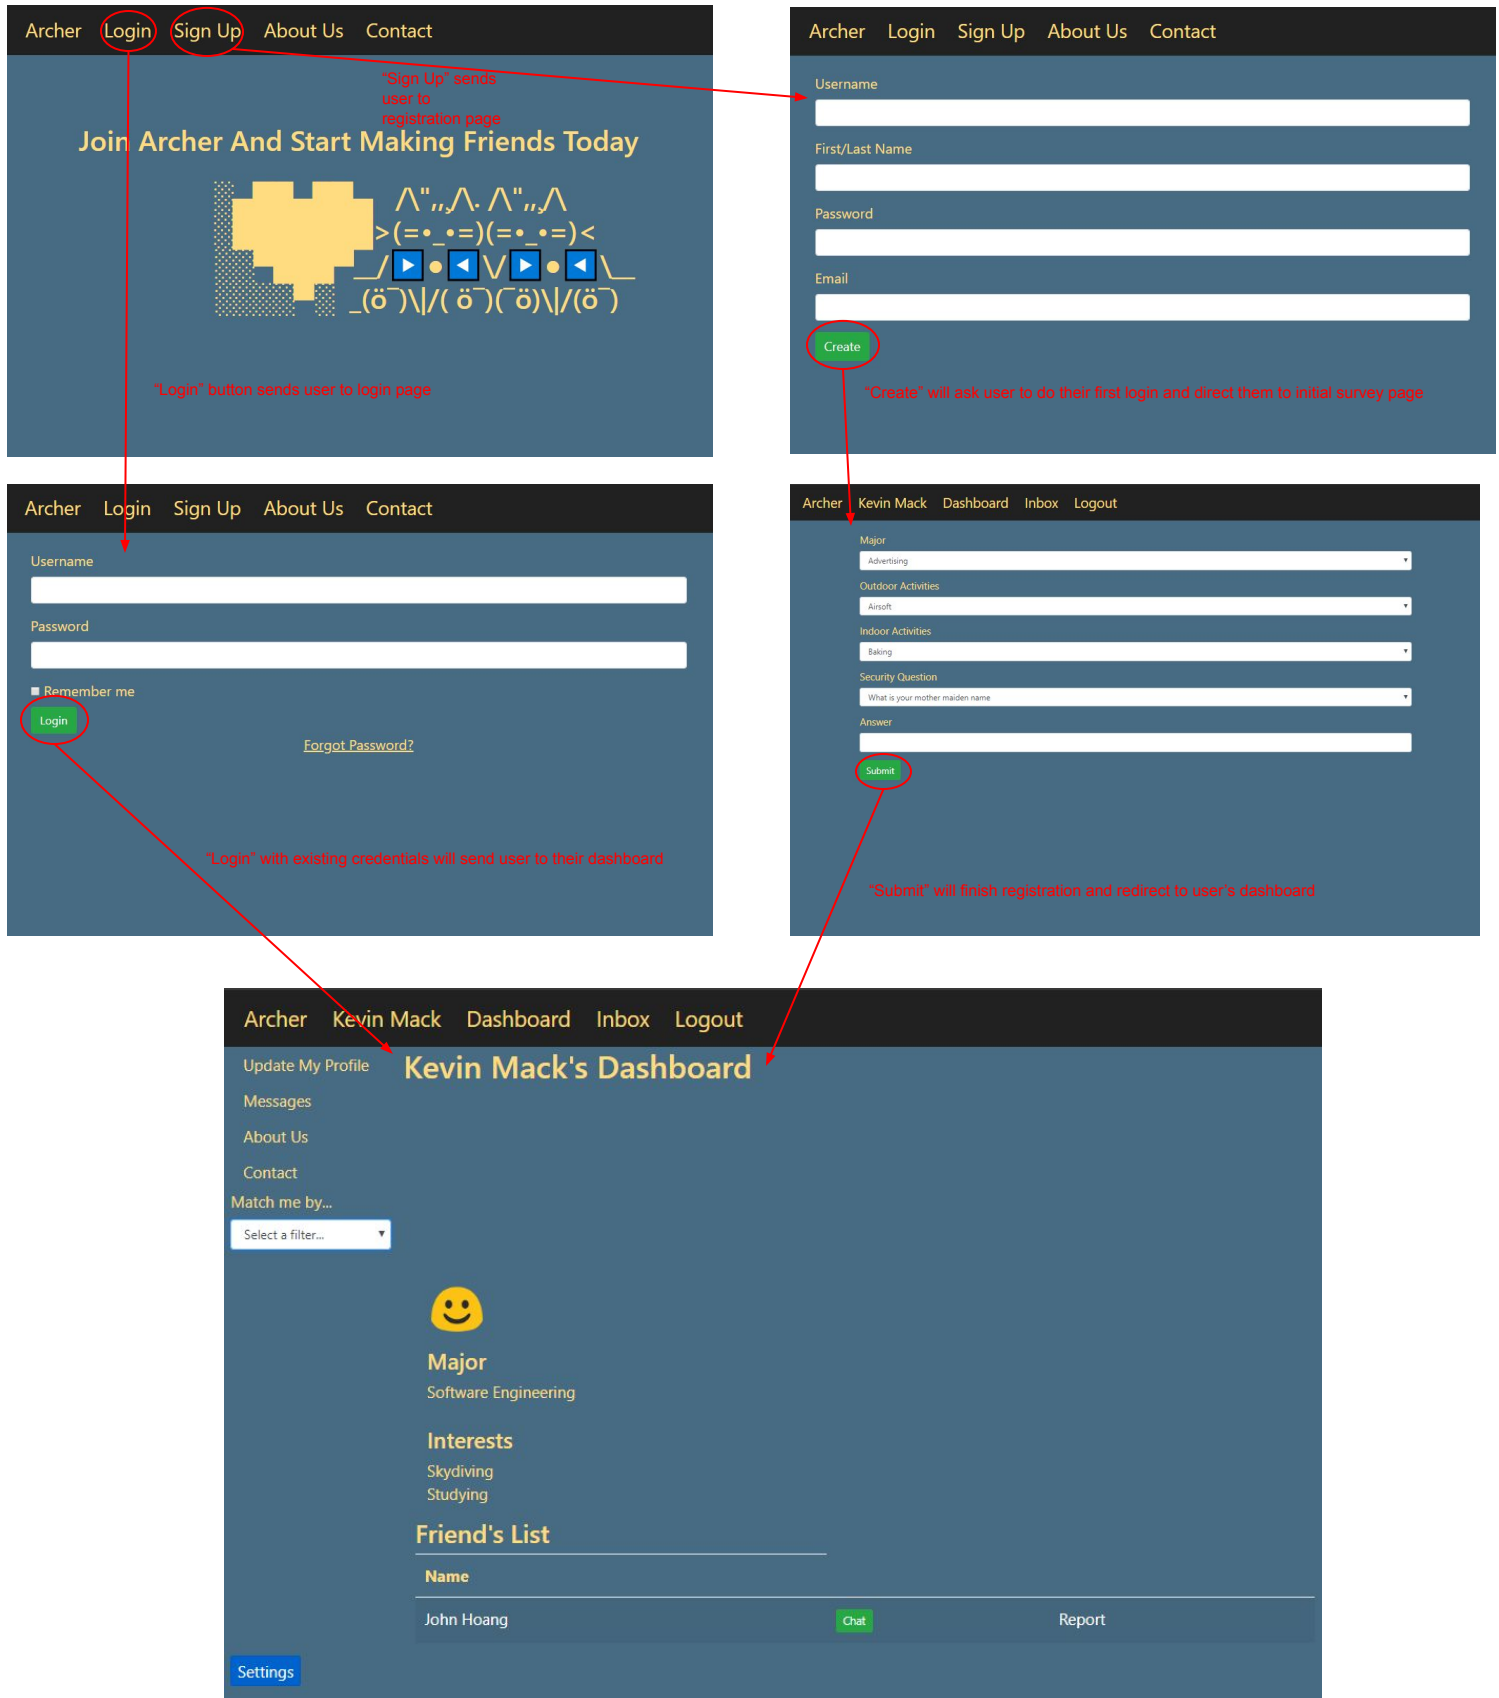 Archer Login Sign Up About Us Contact
"Sign Up" sends
user to
registration page
Join Archer And Start Making Friends Today
/\",,¸/\. /\",,¸/\
>(=•_•=)(=•_•=)<
__/▶●◀\/▶●◀\__
_(ö¯)\|/( ö¯)(¯ö)\|/(ö¯)
"Login" button sends user to login page
Archer Login Sign Up About Us Contact
Username
First/Last Name
Password
Email
Create
"Create" will ask user to do their first login and direct them to initial survey page
Archer Login Sign Up About Us Contact
Username
Password
Remember me
Login
Forgot Password?
"Login" with existing credentials will send user to their dashboard
Archer Kevin Mack Dashboard Inbox Logout
Major
Advertising
Outdoor Activities
Airsoft
Indoor Activities
Baking
Security Question
What is your mother maiden name
Answer
Submit
"Submit" will finish registration and redirect to user's dashboard
Archer Kevin Mack Dashboard Inbox Logout
Update My Profile
Messages
About Us
Contact
Match me by...
Select a filter...
Kevin Mack's Dashboard
Major
Software Engineering
Interests
Skydiving
Studying
Friend's List
Name
John Hoang Chat Report
Settings